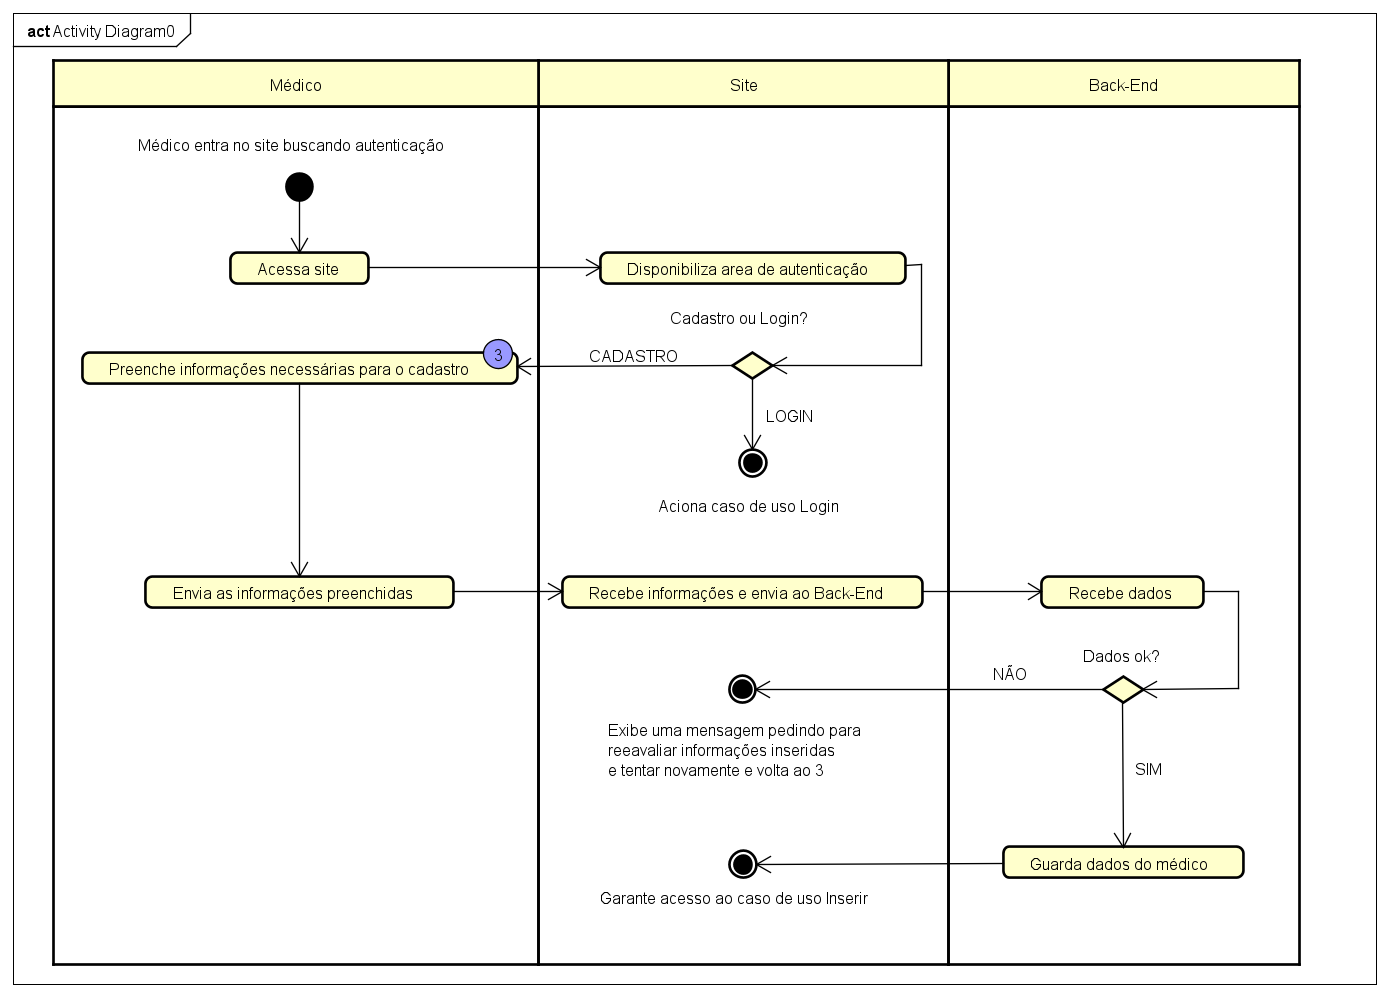 act Activity Diagram0
Médico
Site
Back-End
Médico entra no site buscando autenticação
Acessa site
Disponibiliza area de autenticação
Cadastro ou Login?
3
CADASTRO
Preenche informações necessárias para o cadastro
LOGIN
Aciona caso de uso Login
Envia as informações preenchidas
Recebe informações e envia ao Back-End
Recebe dados
Dados ok?
NÃO
Exibe uma mensagem pedindo para
reeavaliar informações inseridas
e tentar novamente e volta ao 3
SIM
Guarda dados do médico
Garante acesso ao caso de uso Inserir